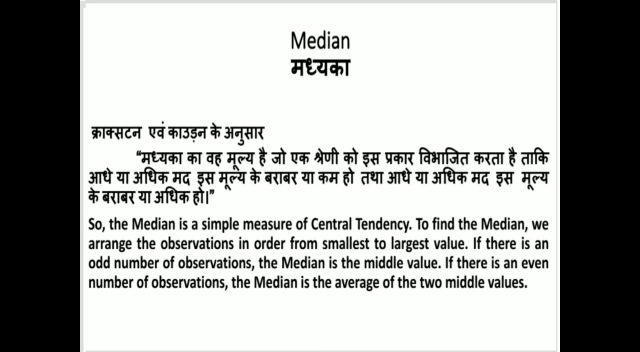 Median
मध्यका
क्राक्सटन एवं काउड़न के अनुसार
“मध्यका का वह मूल्य है जो एक श्रेणी को इस प्रकार विभाजित करता है ताकि
आधे या अधिक मद इस मूल्य के बराबर या कम हो तथा आधे या अधिक मद इस मूल्य
के बराबर या अधिक हो।”
So, the Median is a simple measure of Central Tendency. To find the Median, we
arrange the observations in order from smallest to largest value. If there is an
odd number of observations, the Median is the middle value. If there is an even
number of observations, the Median is the average of the two middle values.